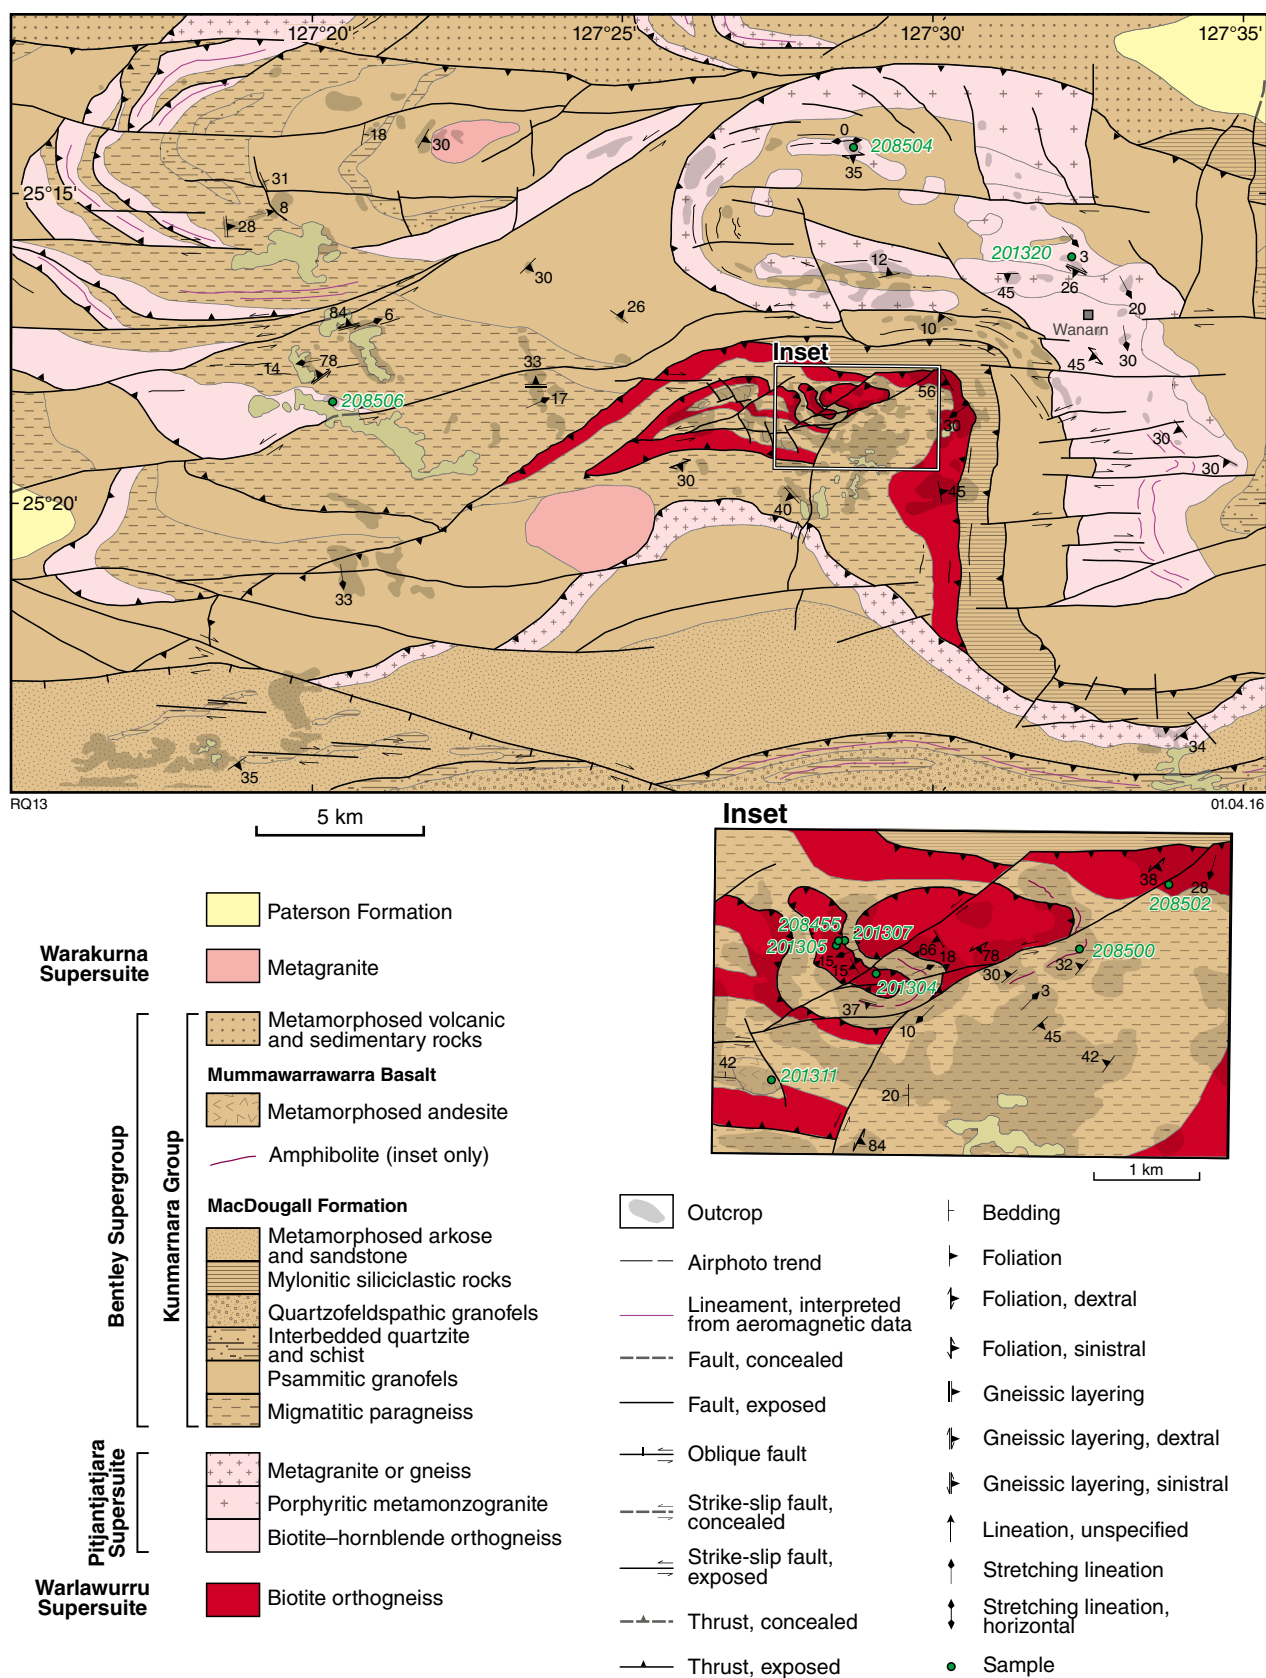 127°20'
127°25'
127°30'
127°35'
25°15'
25°20'
18
30
31
8
28
0
208504
35
201320
3
26
45
20
12
10
Wanarn
45
30
30
26
84
6
14
78
33
17
208506
Inset
56
30
45
30
40
30
30
33
35
34
RQ13
01.04.16
5 km
Inset
38
28
208502
208455
201307
201305
15
15
66
18
78
30
208500
32
201304
37
3
10
45
42
42
201311
20
84
1 km
Paterson Formation
Warakurna
Supersuite
Metagranite
Bentley Supergroup
Kunmarnara Group
Metamorphosed volcanic
and sedimentary rocks
Mummawarrawarra Basalt
Metamorphosed andesite
Amphibolite (inset only)
MacDougall Formation
Metamorphosed arkose
and sandstone
Mylonitic siliciclastic rocks
Quartzofeldspathic granofels
Interbedded quartzite
and schist
Psammitic granofels
Migmatitic paragneiss
Pitjantjatjara
Supersuite
Metagranite or gneiss
Porphyritic metamonzogranite
Biotite–hornblende orthogneiss
Warlawurru
Supersuite
Biotite orthogneiss
Outcrop
Airphoto trend
Lineament, interpreted
from aeromagnetic data
Fault, concealed
Fault, exposed
Oblique fault
Strike-slip fault,
concealed
Strike-slip fault,
exposed
Thrust, concealed
Thrust, exposed
Bedding
Foliation
Foliation, dextral
Foliation, sinistral
Gneissic layering
Gneissic layering, dextral
Gneissic layering, sinistral
Lineation, unspecified
Stretching lineation
Stretching lineation,
horizontal
Sample